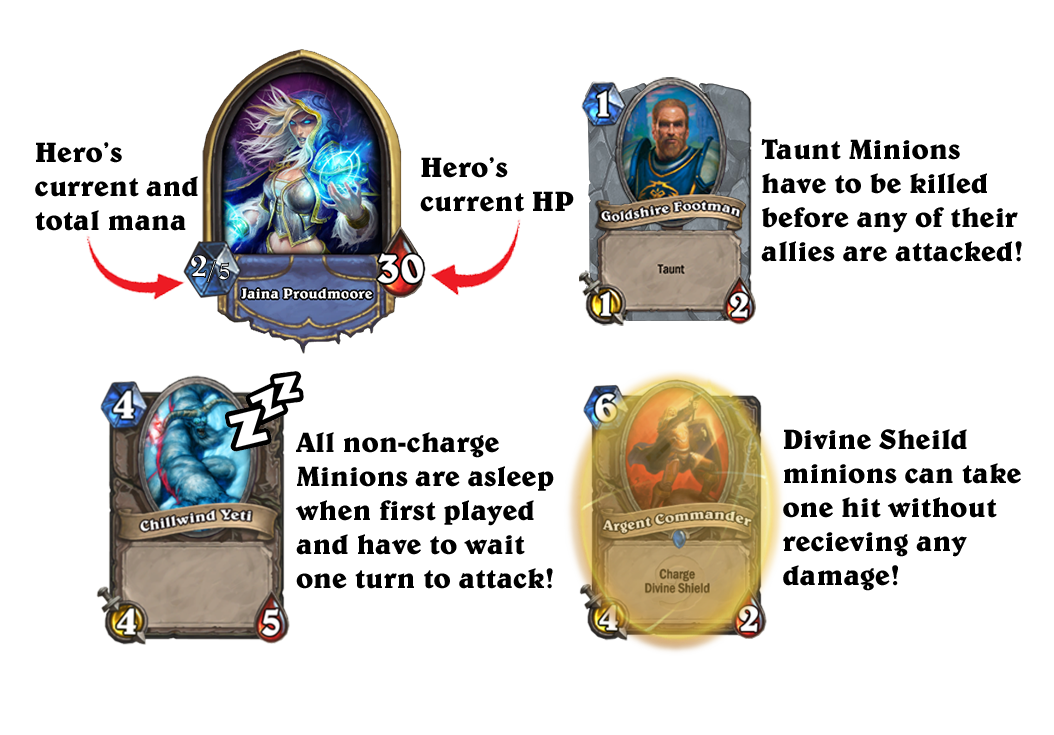 Hero's
current and
total mana
2/5
Jaina Proudmoore
30
Hero's
current HP
1
Goldshire Footman
Taunt
1
2
Taunt Minions
have to be killed
before any of their
allies are attacked!
4
ZZZ
Chillwind Yeti
4
5
All non-charge
Minions are asleep
when first played
and have to wait
one turn to attack!
6
Argent Commander
Charge
Divine Shield
4
2
Divine Sheild
minions can take
one hit without
recieving any
damage!